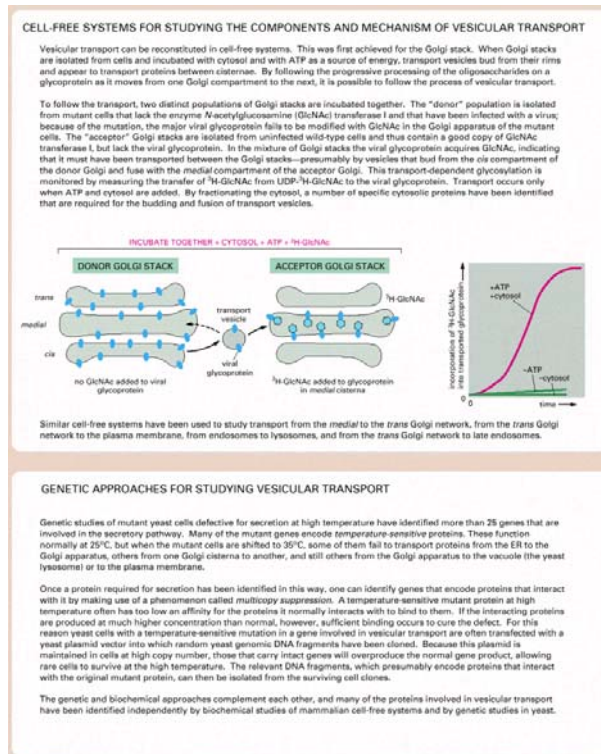 CELL-FREE SYSTEMS FOR STUDYING THE COMPONENTS AND MECHANISM OF VESICULAR TRANSPORT
Vesicular transport can be reconstituted in cell-free systems. This was first achieved for the Golgi stack. When Golgi stacks
are isolated from cells and incubated with cytosol and with ATP as a source of energy, transport vesicles bud from their rims
and appear to transport proteins between cisternae. By following the progressive processing of the oligosaccharides on a
glycoprotein as it moves from one Golgi compartment to the next, it is possible to follow the process of vesicular transport.
To follow the transport, two distinct populations of Golgi stacks are incubated together. The "donor" population is isolated
from mutant cells that lack the enzyme N-acetylglucosamine (GlcNAc) transferase I and that have been infected with a virus;
because of the mutation, the major viral glycoprotein fails to be modified with GlcNAc in the Golgi apparatus of the mutant
cells. The "acceptor" Golgi stacks are isolated from uninfected wild-type cells and thus contain a good copy of GlcNAc
transferase I, but lack the viral glycoprotein. In the mixture of Golgi stacks the viral glycoprotein acquires GlcNAc, indicating
that it must have been transported between the Golgi stacks—presumably by vesicles that bud from the cis compartment of
the donor Golgi and fuse with the medial compartment of the acceptor Golgi. This transport-dependent glycosylation is
monitored by measuring the transfer of ³H-GlcNAc from UDP-³H-GlcNAc to the viral glycoprotein. Transport occurs only
when ATP and cytosol are added. By fractionating the cytosol, a number of specific cytosolic proteins have been identified
that are required for the budding and fusion of transport vesicles.
INCUBATE TOGETHER + CYTOSOL + ATP + ³H-GlcNAc
DONOR GOLGI STACK
ACCEPTOR GOLGI STACK
trans
medial
cis
transport
vesicle
viral
glycoprotein
³H-GlcNAc
no GlcNAc added to viral
glycoprotein
³H-GlcNAc added to glycoprotein
in medial cisterna
incorporation of ³H-GlcNAc
into transported glycoprotein
+ATP
+cytosol
–ATP
–cytosol
0
0
time
Similar cell-free systems have been used to study transport from the medial to the trans Golgi network, from the trans Golgi
network to the plasma membrane, from endosomes to lysosomes, and from the trans Golgi network to late endosomes.
GENETIC APPROACHES FOR STUDYING VESICULAR TRANSPORT
Genetic studies of mutant yeast cells defective for secretion at high temperature have identified more than 25 genes that are
involved in the secretory pathway. Many of the mutant genes encode temperature-sensitive proteins. These function
normally at 25°C, but when the mutant cells are shifted to 35°C, some of them fail to transport proteins from the ER to the
Golgi apparatus, others from one Golgi cisterna to another, and still others from the Golgi apparatus to the vacuole (the yeast
lysosome) or to the plasma membrane.
Once a protein required for secretion has been identified in this way, one can identify genes that encode proteins that interact
with it by making use of a phenomenon called multicopy suppression. A temperature-sensitive mutant protein at high
temperature often has too low an affinity for the proteins it normally interacts with to bind to them. If the interacting proteins
are produced at much higher concentration than normal, however, sufficient binding occurs to cure the defect. For this
reason yeast cells with a temperature-sensitive mutation in a gene involved in vesicular transport are often transfected with a
yeast plasmid vector into which random yeast genomic DNA fragments have been cloned. Because this plasmid is
maintained in cells at high copy number, those that carry intact genes will overproduce the normal gene product, allowing
rare cells to survive at the high temperature. The relevant DNA fragments, which presumably encode proteins that interact
with the original mutant protein, can then be isolated from the surviving cell clones.
The genetic and biochemical approaches complement each other, and many of the proteins involved in vesicular transport
have been identified independently by biochemical studies of mammalian cell-free systems and by genetic studies in yeast.